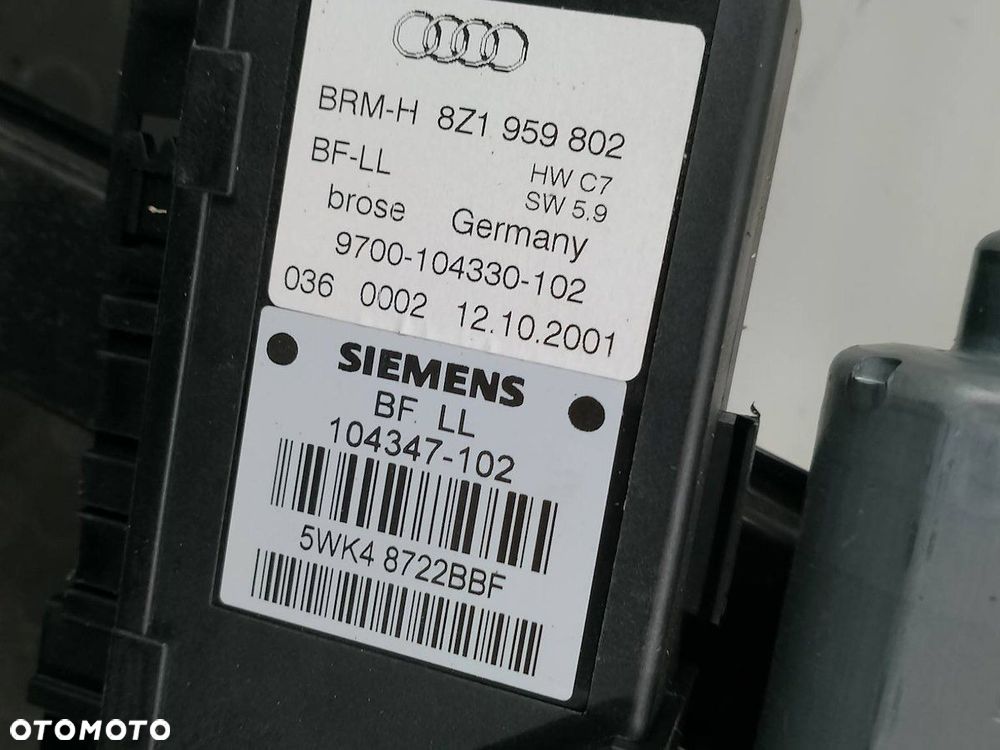 BRM-H 8Z1 959 802
BF-LL HW C7
SW 5.9
brose Germany
9700-104330-102
036 0002 12.10.2001
SIEMENS
BF LL
104347-102
5WK4 8722BBF
OTOMOTO